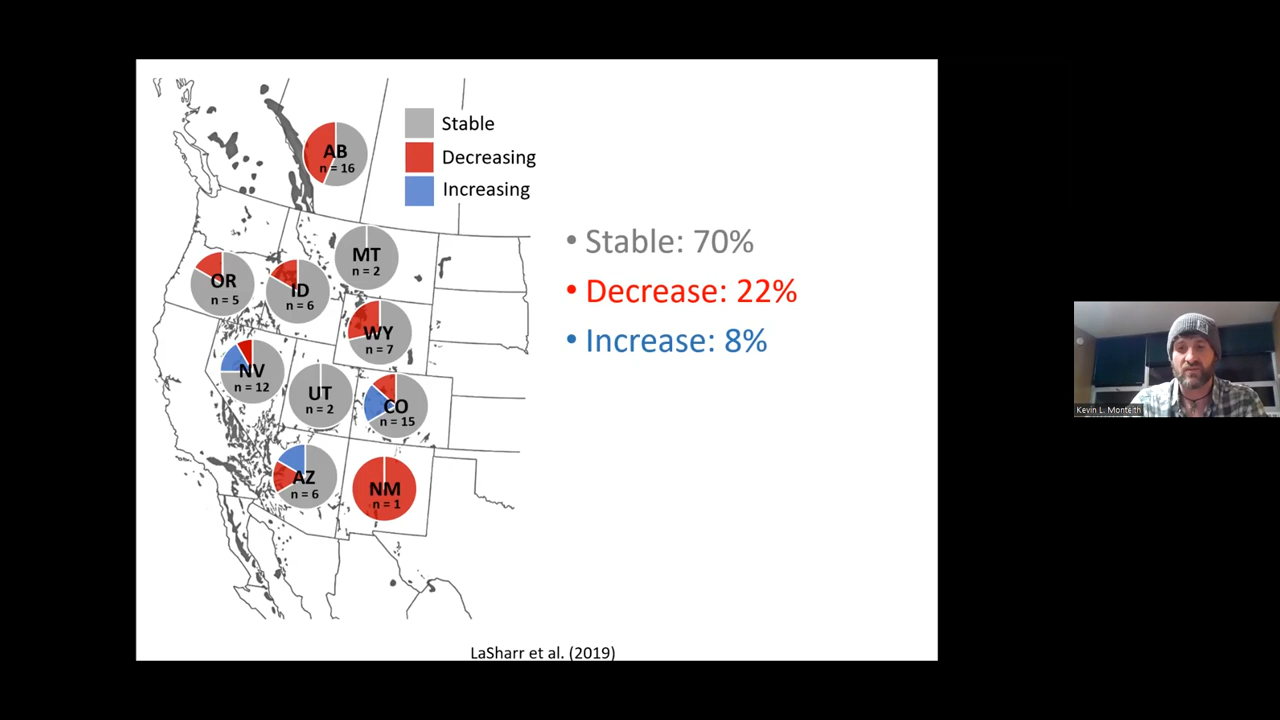 Stable
Decreasing
Increasing
AB
n = 16
MT
n = 2
OR
n = 5
ID
n = 6
WY
n = 7
NV
n = 12
UT
n = 2
CO
n = 15
AZ
n = 6
NM
n = 1
• Stable: 70%
• Decrease: 22%
• Increase: 8%
LaSharr et al. (2019)
Kevin L. Monteith